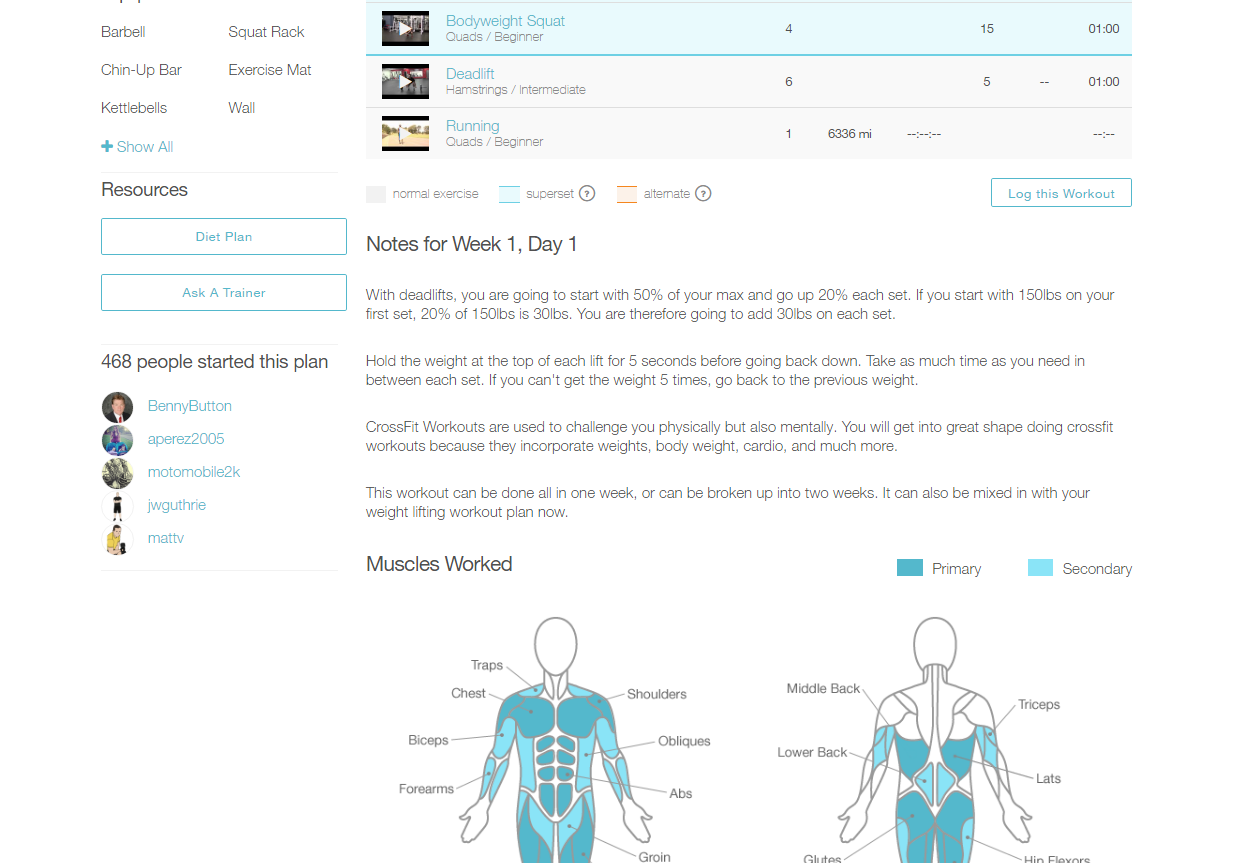 Barbell
Squat Rack
Chin-Up Bar
Exercise Mat
Kettlebells
Wall
Show All
Resources
Diet Plan
Ask A Trainer
468 people started this plan
BennyButton
aperez2005
motomobile2k
jwguthrie
mattv
Bodyweight Squat
Quads / Beginner
4 15 01:00
Deadlift
Hamstrings / Intermediate
6 5 -- 01:00
Running
Quads / Beginner
1 6336 mi --:--:-- --:--
normal exercise
superset ?
alternate ?
Log this Workout
Notes for Week 1, Day 1
With deadlifts, you are going to start with 50% of your max and go up 20% each set. If you start with 150lbs on your
first set, 20% of 150lbs is 30lbs. You are therefore going to add 30lbs on each set.
Hold the weight at the top of each lift for 5 seconds before going back down. Take as much time as you need in
between each set. If you can't get the weight 5 times, go back to the previous weight.
CrossFit Workouts are used to challenge you physically but also mentally. You will get into great shape doing crossfit
workouts because they incorporate weights, body weight, cardio, and much more.
This workout can be done all in one week, or can be broken up into two weeks. It can also be mixed in with your
weight lifting workout plan now.
Muscles Worked
Primary
Secondary
Traps
Chest
Shoulders
Biceps
Obliques
Forearms
Abs
Groin
Middle Back
Triceps
Lower Back
Lats
Glutes
Hip Flexors